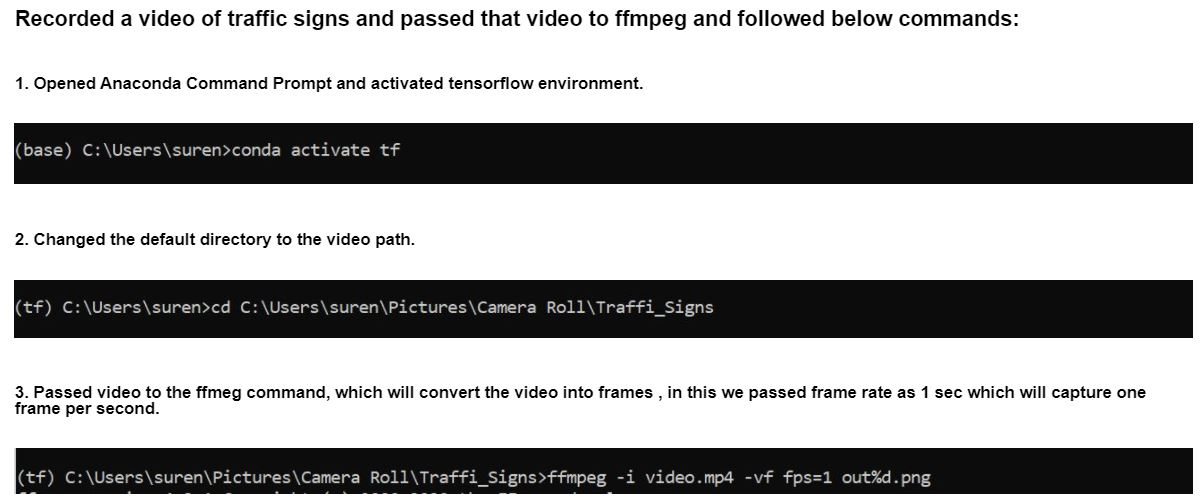 Recorded a video of traffic signs and passed that video to ffmpeg and followed below commands:
1. Opened Anaconda Command Prompt and activated tensorflow environment.
(base) C:\Users\suren>conda activate tf
2. Changed the default directory to the video path.
(tf) C:\Users\suren>cd C:\Users\suren\Pictures\Camera Roll\Traffi_Signs
3. Passed video to the ffmeg command, which will convert the video into frames , in this we passed frame rate as 1 sec which will capture one
frame per second.
(tf) C:\Users\suren\Pictures\Camera Roll\Traffi_Signs>ffmpeg -i video.mp4 -vf fps=1 out%d.png